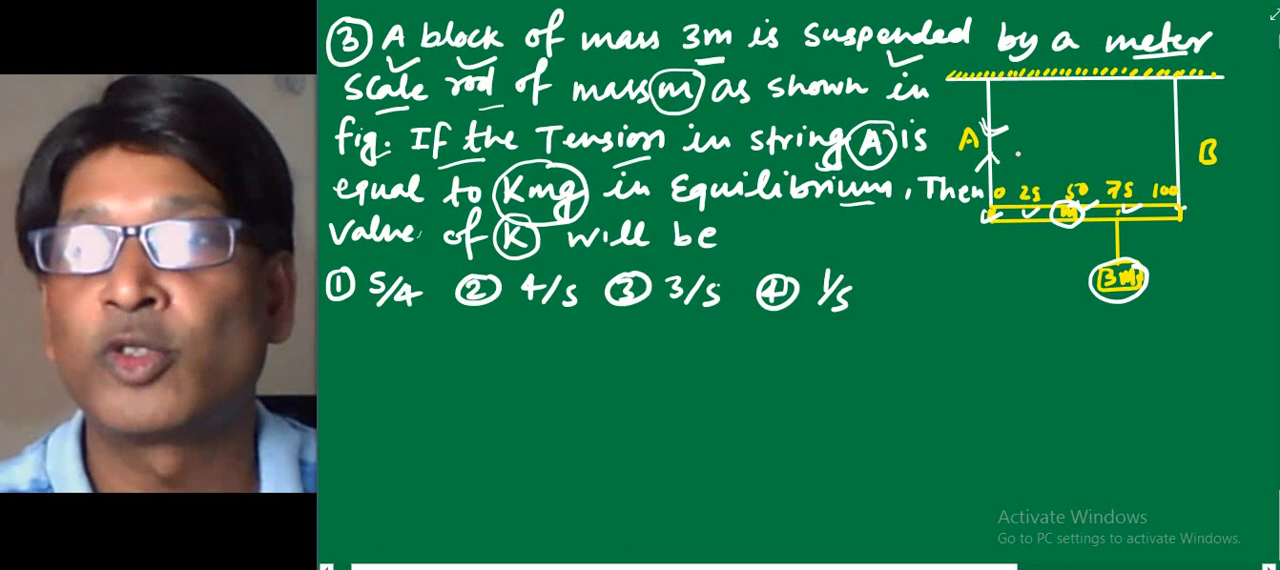 ③ A block of mass 3m is suspended by a meter
scale rod of mass m as shown in
fig. If the Tension in string A is
equal to Kmg in Equilibrium, Then
value of K will be
① 5/4 ② 4/5 ③ 3/5 ④ 1/5
A B
0 25 50 75 100
m
3m
Activate Windows
Go to PC settings to activate Windows.